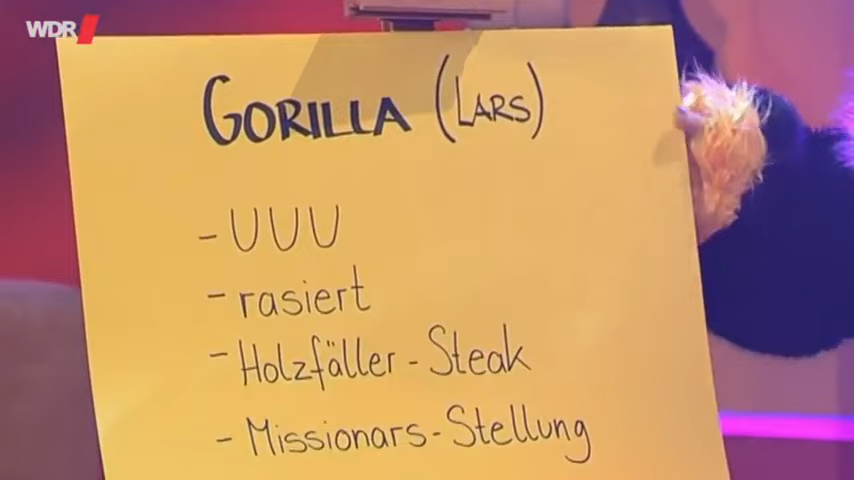 WDR
GORILLA (LARS)
- UUU
- rasiert
- Holzfäller - Steak
- Missionars - Stellung